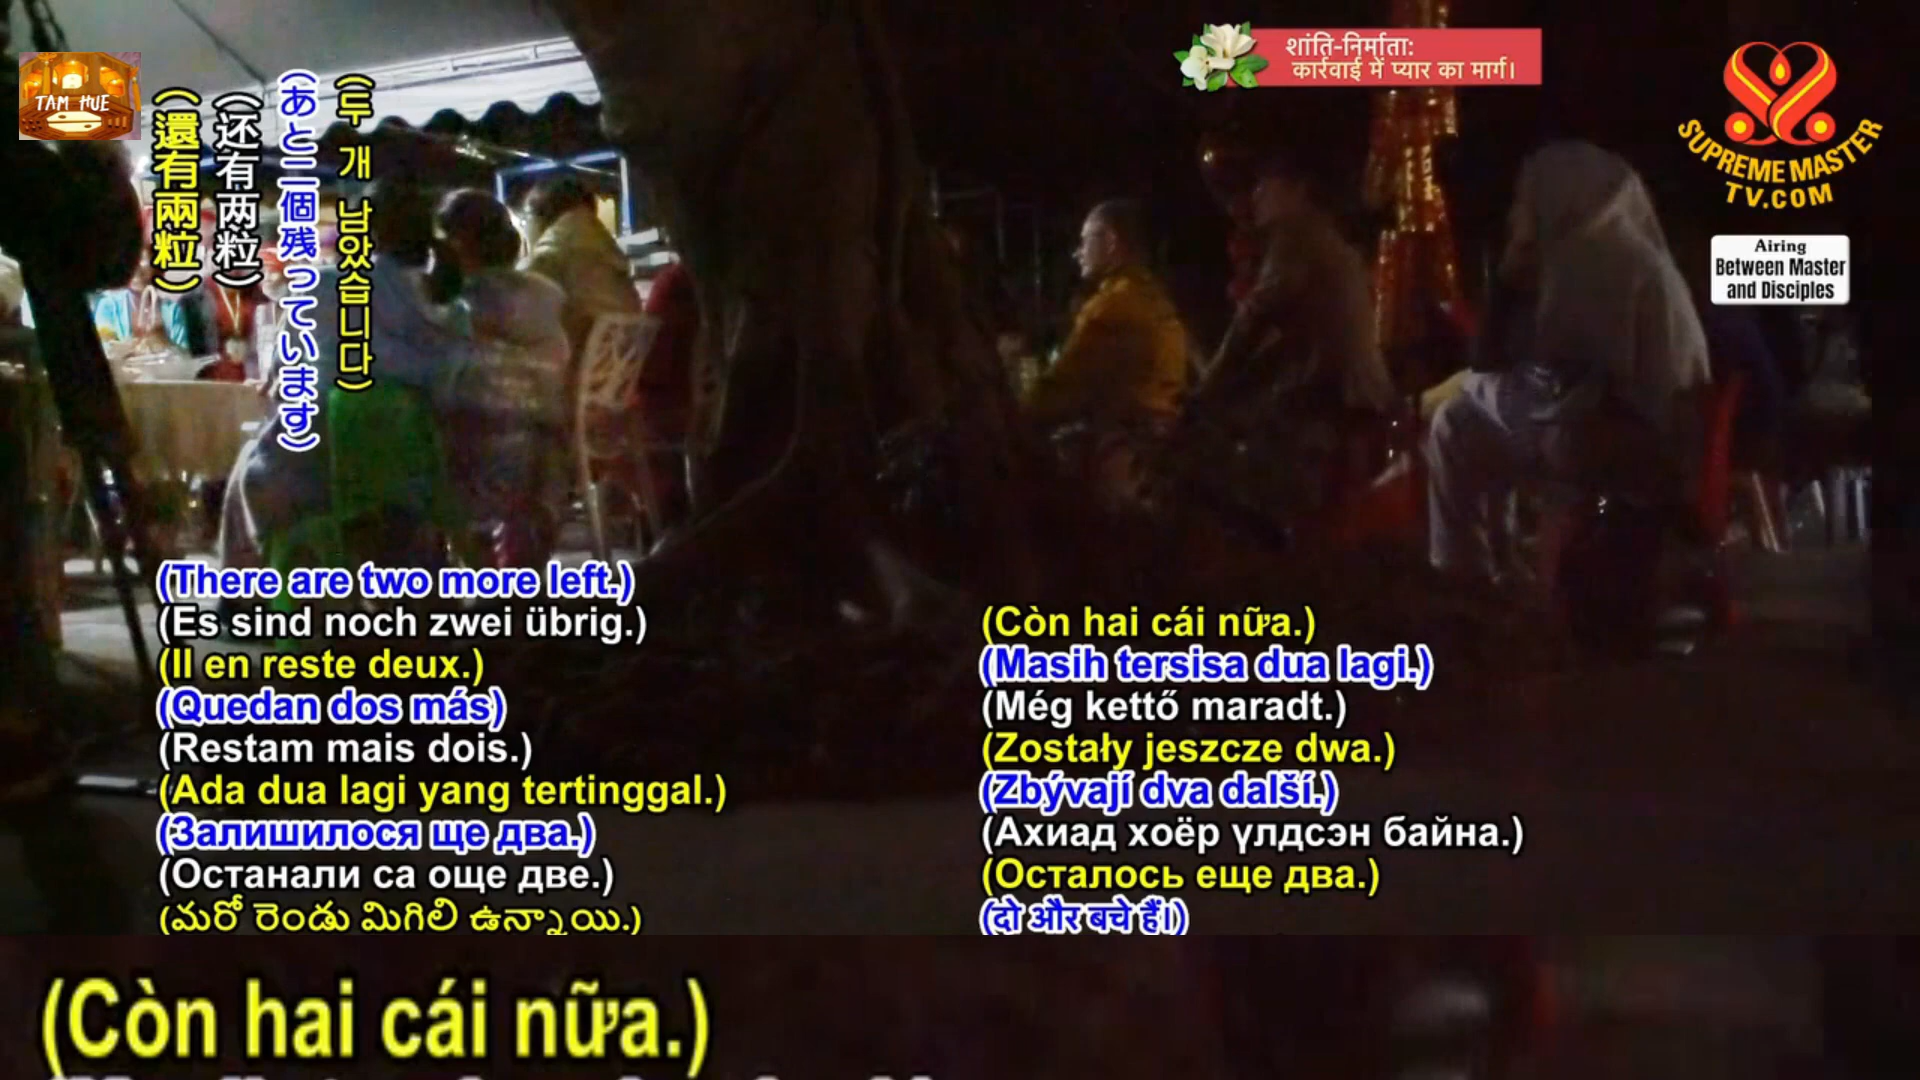 TAM HUE
(還有兩粒)
(还有两粒)
(あと二個残っています)
(두 개 남았습니다)
शांति-निर्माता:
कार्रवाई में प्यार का मार्ग।
SUPREME MASTER
TV.COM
Airing
Between Master
and Disciples
(There are two more left.)
(Es sind noch zwei übrig.)
(Il en reste deux.)
(Quedan dos más)
(Restam mais dois.)
(Ada dua lagi yang tertinggal.)
(Залишилося ще два.)
(Останали са още две.)
(మరో రెండు మిగిలి ఉన్నాయి.)
(Còn hai cái nữa.)
(Masih tersisa dua lagi.)
(Még kettő maradt.)
(Zostały jeszcze dwa.)
(Zbývají dva další.)
(Ахиад хоёр үлдсэн байна.)
(Осталось еще два.)
(दो और बचे हैं।)
(Còn hai cái nữa.)